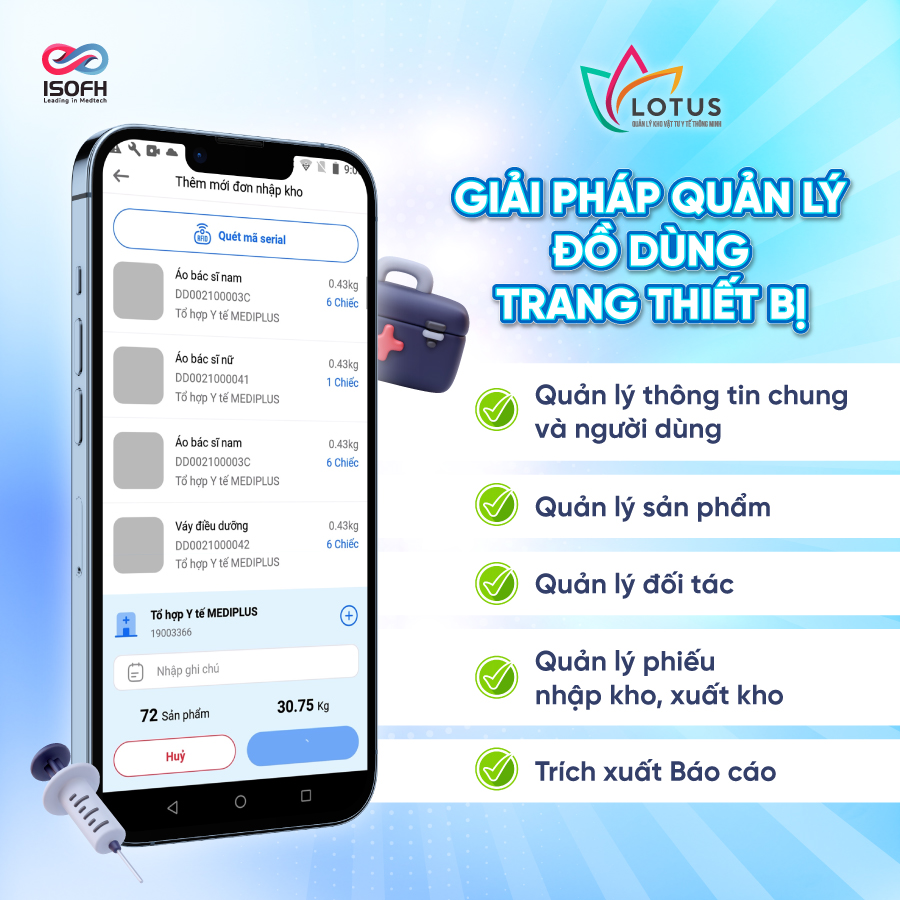 ISOFH
Leading in Medtech
LOTUS
QUẢN LÝ KHO VẬT TƯ Y TẾ THÔNG MINH
GIẢI PHÁP QUẢN LÝ
ĐỒ DÙNG
TRANG THIẾT BỊ
Quản lý thông tin chung
và người dùng
Quản lý sản phẩm
Quản lý đối tác
Quản lý phiếu
nhập kho, xuất kho
Trích xuất Báo cáo
Thêm mới đơn nhập kho
RFID
Quét mã serial
Áo bác sĩ nam
0.43kg
DD002100003C
6 Chiếc
Tổ hợp Y tế MEDIPLUS
Áo bác sĩ nữ
0.43kg
DD0021000041
1 Chiếc
Tổ hợp Y tế MEDIPLUS
Áo bác sĩ nam
0.43kg
DD002100003C
6 Chiếc
Tổ hợp Y tế MEDIPLUS
Váy điều dưỡng
0.43kg
DD0021000042
6 Chiếc
Tổ hợp Y tế MEDIPLUS
Tổ hợp Y tế MEDIPLUS
19003366
Nhập ghi chú
72 Sản phẩm
30.75 Kg
Huỷ